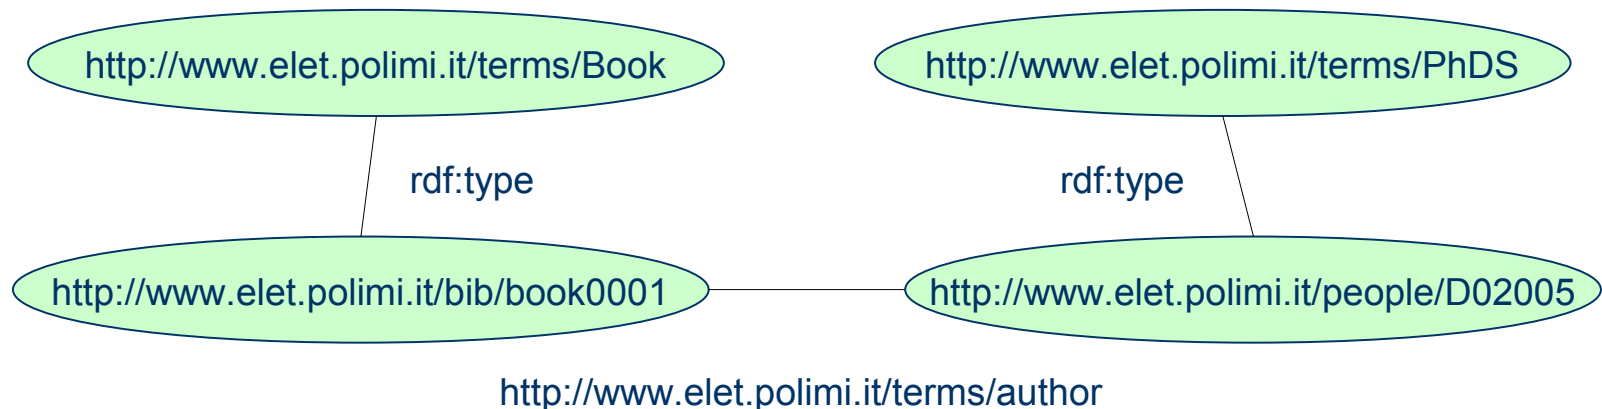 http://www.elet.polimi.it/terms/Book
http://www.elet.polimi.it/terms/PhDS
rdf:type
rdf:type
http://www.elet.polimi.it/bib/book0001
http://www.elet.polimi.it/people/D02005
http://www.elet.polimi.it/terms/author